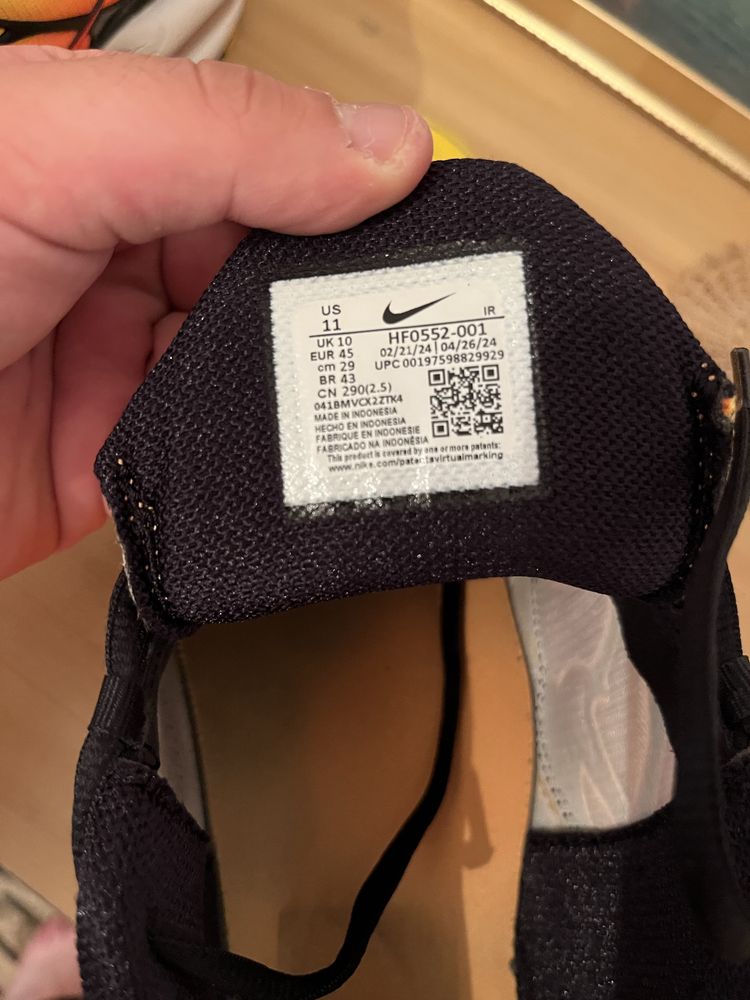 US
11
IR
UK 10
HF0552-001
EUR 45
02/21/24 | 04/26/24
cm 29
UPC 00197598829929
BR 43
CN 290(2.5)
041BMVCX2ZTK4
MADE IN INDONESIA
HECHO EN INDONESIA
FABRIQUE EN INDONESIE
FABRICADO NA INDONÉSIA
This product is covered by one or more patents:
www.nike.com/patentsvirtualmarking